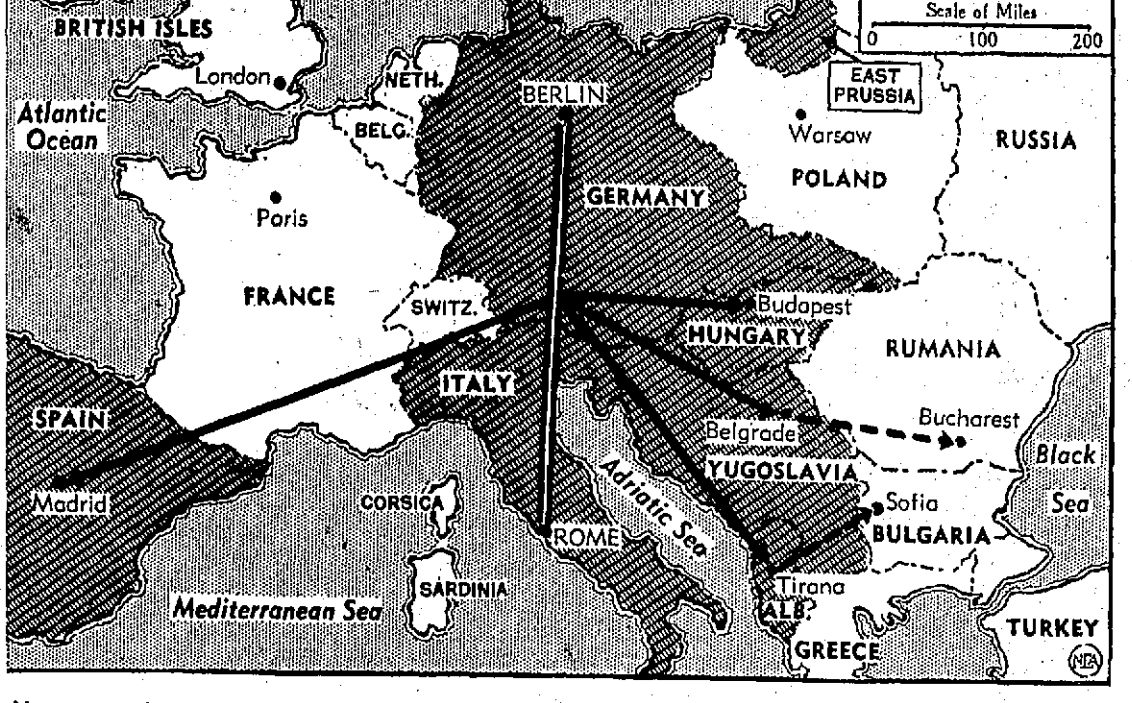 Scale of Miles
0 100 200
BRITISH ISLES
London
NETH.
BERLIN
EAST
PRUSSIA
Atlantic
Ocean
BELG.
Warsaw
RUSSIA
POLAND
GERMANY
Paris
FRANCE
SWITZ.
Budapest
HUNGARY
RUMANIA
ITALY
SPAIN
Belgrade
Bucharest
Black
Sea
YUGOSLAVIA
Madrid
CORSICA
Adriatic Sea
Sofia
BULGARIA
ROME
SARDINIA
Tirana
ALB.
Mediterranean Sea
GREECE
TURKEY
NEA